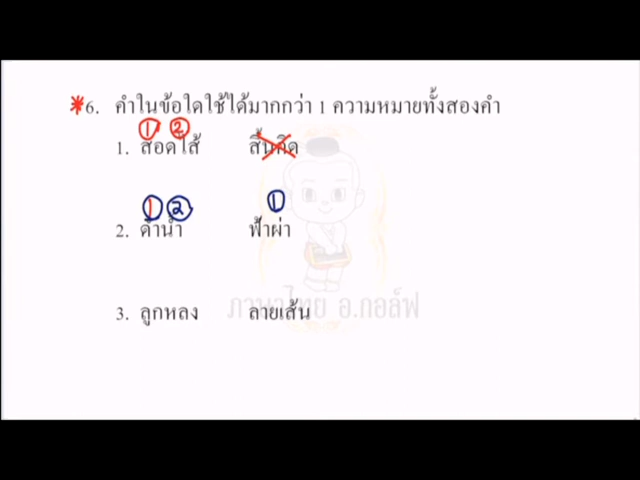 *6. คำในข้อใดใช้ได้มากกว่า 1 ความหมายทั้งสองคำ
1 2
1. สอดไส้ สิ้นคิด
1 2 1
2. ดำน้ำ ฟ้าผ่า
ภาษาไทย อ.กอล์ฟ
3. ลูกหลง ลายเส้น